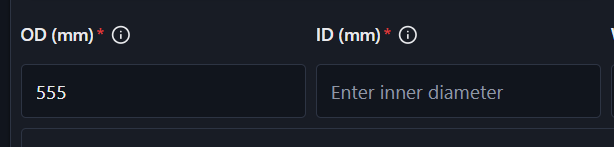 OD (mm) * ID (mm) *
555 Enter inner diameter